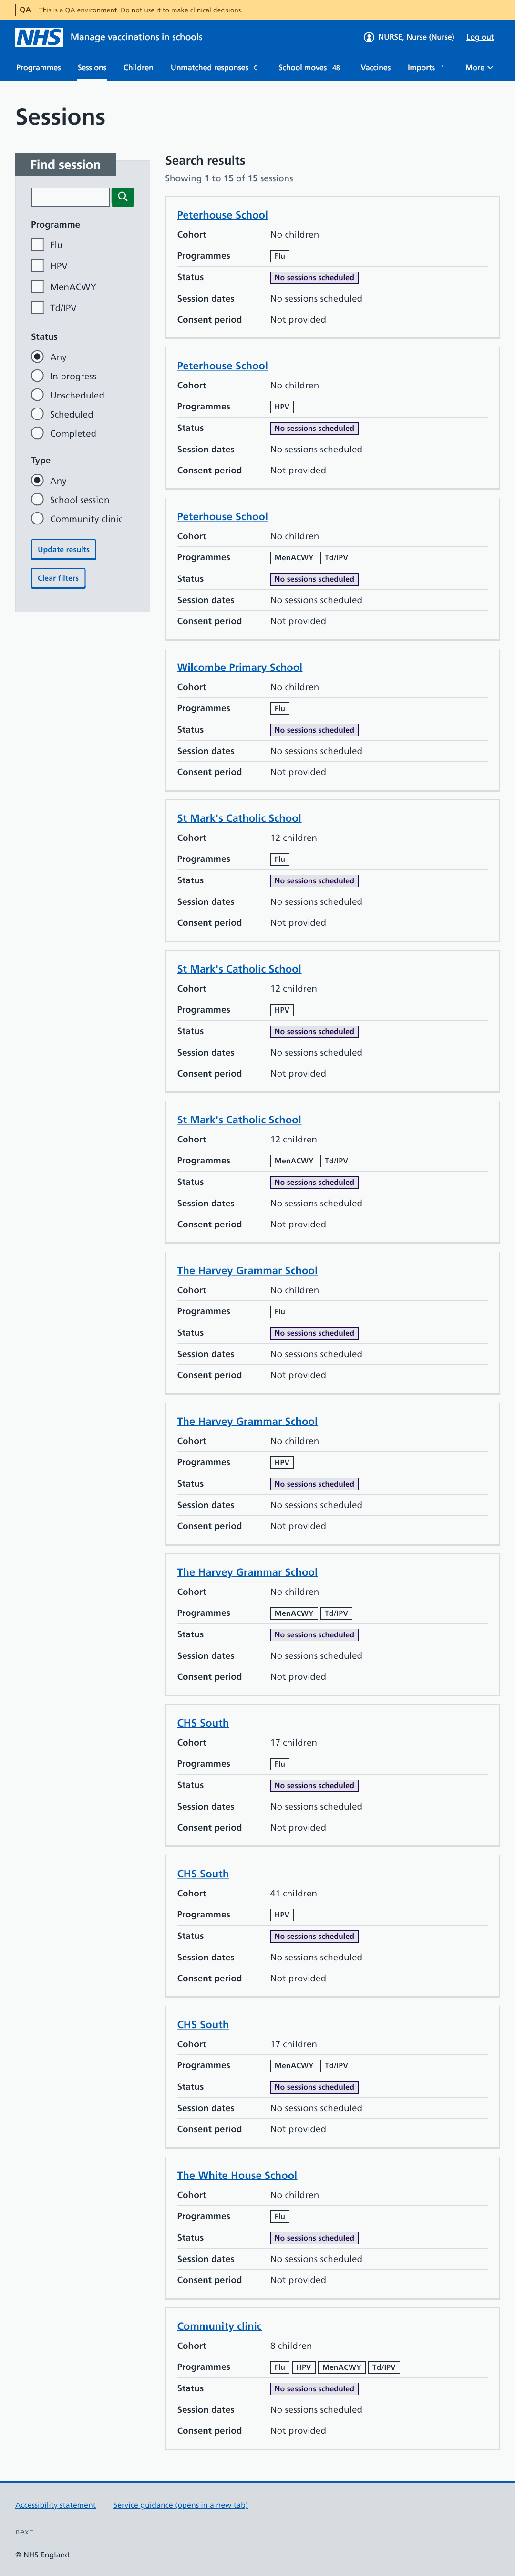 QA This is a QA environment. Do not use it to make clinical decisions.
NHS Manage vaccinations in schools NURSE, Nurse (Nurse) Log out
Programmes Sessions Children Unmatched responses 0 School moves 48 Vaccines Imports 1 More
Sessions
Find session
Programme
Flu
HPV
MenACWY
Td/IPV
Status
Any
In progress
Unscheduled
Scheduled
Completed
Type
Any
School session
Community clinic
Update results
Clear filters
Search results
Showing 1 to 15 of 15 sessions
Peterhouse School
Cohort No children
Programmes Flu
Status No sessions scheduled
Session dates No sessions scheduled
Consent period Not provided
Peterhouse School
Cohort No children
Programmes HPV
Status No sessions scheduled
Session dates No sessions scheduled
Consent period Not provided
Peterhouse School
Cohort No children
Programmes MenACWY Td/IPV
Status No sessions scheduled
Session dates No sessions scheduled
Consent period Not provided
Wilcombe Primary School
Cohort No children
Programmes Flu
Status No sessions scheduled
Session dates No sessions scheduled
Consent period Not provided
St Mark's Catholic School
Cohort 12 children
Programmes Flu
Status No sessions scheduled
Session dates No sessions scheduled
Consent period Not provided
St Mark's Catholic School
Cohort 12 children
Programmes HPV
Status No sessions scheduled
Session dates No sessions scheduled
Consent period Not provided
St Mark's Catholic School
Cohort 12 children
Programmes MenACWY Td/IPV
Status No sessions scheduled
Session dates No sessions scheduled
Consent period Not provided
The Harvey Grammar School
Cohort No children
Programmes Flu
Status No sessions scheduled
Session dates No sessions scheduled
Consent period Not provided
The Harvey Grammar School
Cohort No children
Programmes HPV
Status No sessions scheduled
Session dates No sessions scheduled
Consent period Not provided
The Harvey Grammar School
Cohort No children
Programmes MenACWY Td/IPV
Status No sessions scheduled
Session dates No sessions scheduled
Consent period Not provided
CHS South
Cohort 17 children
Programmes Flu
Status No sessions scheduled
Session dates No sessions scheduled
Consent period Not provided
CHS South
Cohort 41 children
Programmes HPV
Status No sessions scheduled
Session dates No sessions scheduled
Consent period Not provided
CHS South
Cohort 17 children
Programmes MenACWY Td/IPV
Status No sessions scheduled
Session dates No sessions scheduled
Consent period Not provided
The White House School
Cohort No children
Programmes Flu
Status No sessions scheduled
Session dates No sessions scheduled
Consent period Not provided
Community clinic
Cohort 8 children
Programmes Flu HPV MenACWY Td/IPV
Status No sessions scheduled
Session dates No sessions scheduled
Consent period Not provided
Accessibility statement Service guidance (opens in a new tab)
next
© NHS England